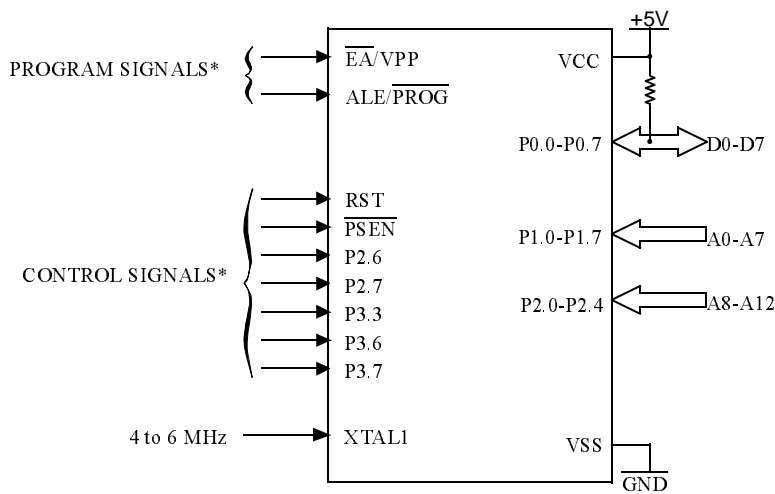 +5V
PROGRAM SIGNALS*
EA/VPP
VCC
ALE/PROG
P0.0-P0.7
D0-D7
RST
PSEN
P1.0-P1.7
A0-A7
P2.6
CONTROL SIGNALS*
P2.7
P2.0-P2.4
A8-A12
P3.3
P3.6
P3.7
4 to 6 MHz
XTAL1
VSS
GND